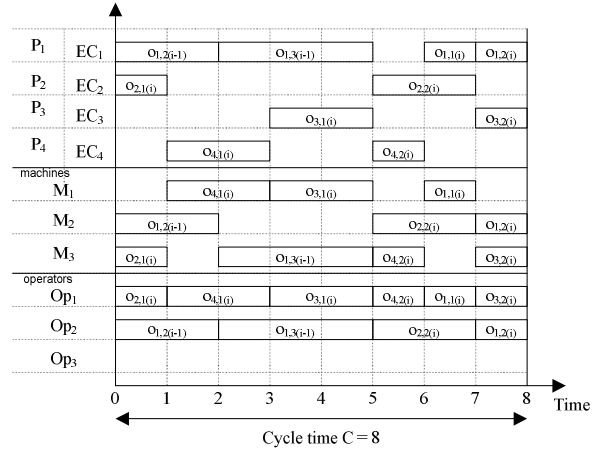 P1 EC1 o1,2(i-1) o1,3(i-1) o1,1(i) o1,2(i)
P2 EC2 o2,1(i) o2,2(i)
P3 EC3 o3,1(i) o3,2(i)
P4 EC4 o4,1(i) o4,2(i)
machines
M1 o4,1(i) o3,1(i) o1,1(i)
M2 o1,2(i-1) o2,2(i) o1,2(i)
M3 o2,1(i) o1,3(i-1) o4,2(i) o3,2(i)
operators
Op1 o2,1(i) o4,1(i) o3,1(i) o4,2(i) o1,1(i) o3,2(i)
Op2 o1,2(i-1) o1,3(i-1) o2,2(i) o1,2(i)
Op3
0 1 2 3 4 5 6 7 8 Time
Cycle time C = 8